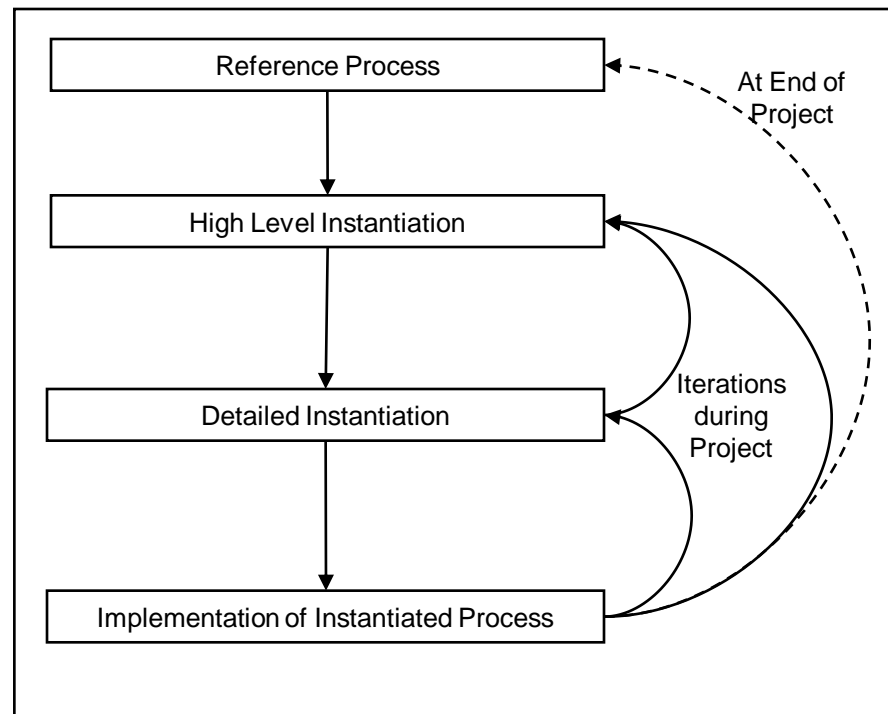 Reference Process
At End of
Project
High Level Instantiation
Iterations
during
Project
Detailed Instantiation
Implementation of Instantiated Process